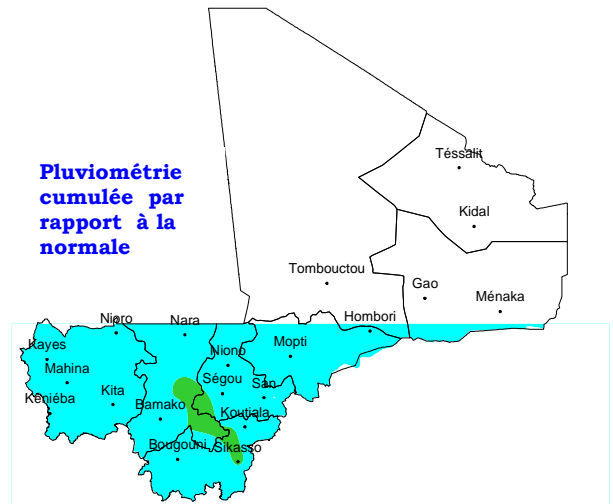 Pluviométrie
cumulée par
rapport à la
normale
Téssalit
Kidal
Tombouctou
Gao
Ménaka
Hombori
Nioro
Nara
Kayes
Niono
Mopti
Mahina
Ségou
San
Kéniéba
Kita
Bamako
Koutiala
Bougouni
Sikasso